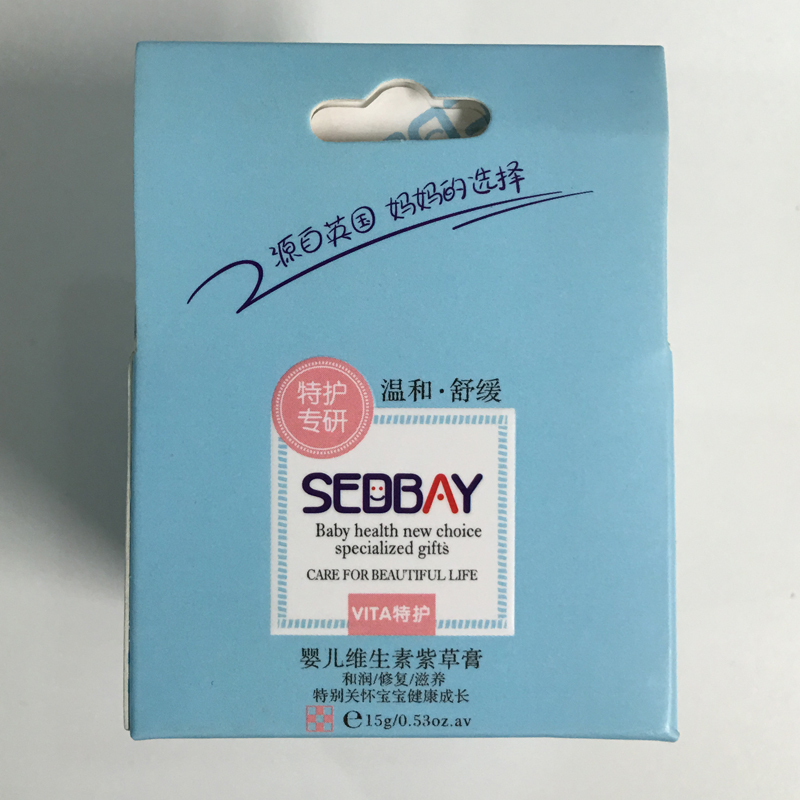 源自英国 妈妈的选择
特护
专研
温和·舒缓
SEDBAY
Baby health new choice
specialized gifts
CARE FOR BEAUTIFUL LIFE
VITA特护
婴儿维生素紫草膏
和润/修复/滋养
特别关怀宝宝健康成长
℮15g/0.53oz.av